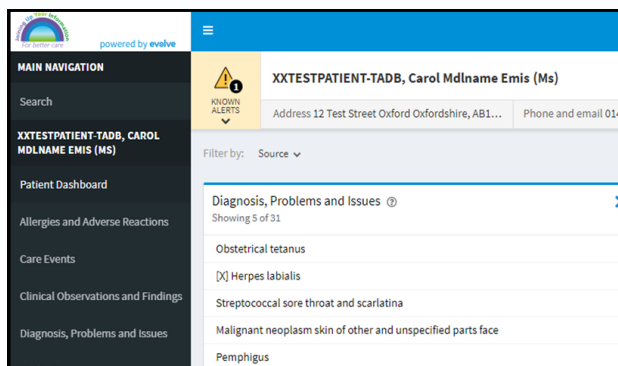 Joining Up Your Information
For better care
powered by evolve
MAIN NAVIGATION
Search
XXTESTPATIENT-TADB, CAROL
MDLNAME EMIS (MS)
Patient Dashboard
Allergies and Adverse Reactions
Care Events
Clinical Observations and Findings
Diagnosis, Problems and Issues
1
KNOWN
ALERTS
XXTESTPATIENT-TADB, Carol Mdlname Emis (Ms)
Address 12 Test Street Oxford Oxfordshire, AB1...
Phone and email 014
Filter by: Source
Diagnosis, Problems and Issues
Showing 5 of 31
Obstetrical tetanus
[X] Herpes labialis
Streptococcal sore throat and scarlatina
Malignant neoplasm skin of other and unspecified parts face
Pemphigus